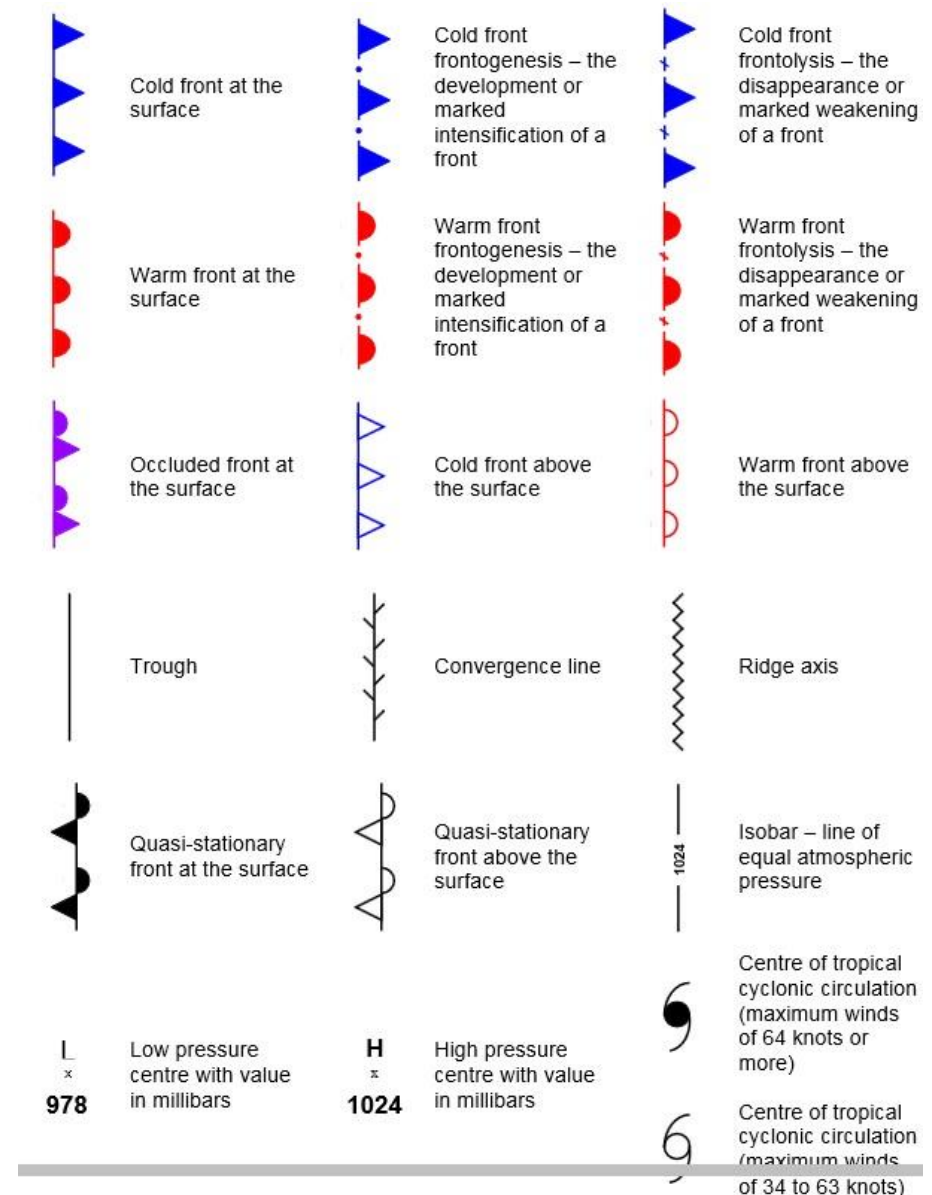 Cold front at the
surface
Cold front
frontogenesis – the
development or
marked
intensification of a
front
Cold front
frontolysis – the
disappearance or
marked weakening
of a front
Warm front at the
surface
Warm front
frontogenesis – the
development or
marked
intensification of a
front
Warm front
frontolysis – the
disappearance or
marked weakening
of a front
Occluded front at
the surface
Cold front above
the surface
Warm front above
the surface
Trough
Convergence line
Ridge axis
Quasi-stationary
front at the surface
Quasi-stationary
front above the
surface
1024
Isobar – line of
equal atmospheric
pressure
L
x
978
Low pressure
centre with value
in millibars
H
x
1024
High pressure
centre with value
in millibars
Centre of tropical
cyclonic circulation
(maximum winds
of 64 knots or
more)
Centre of tropical
cyclonic circulation
(maximum winds
of 34 to 63 knots)